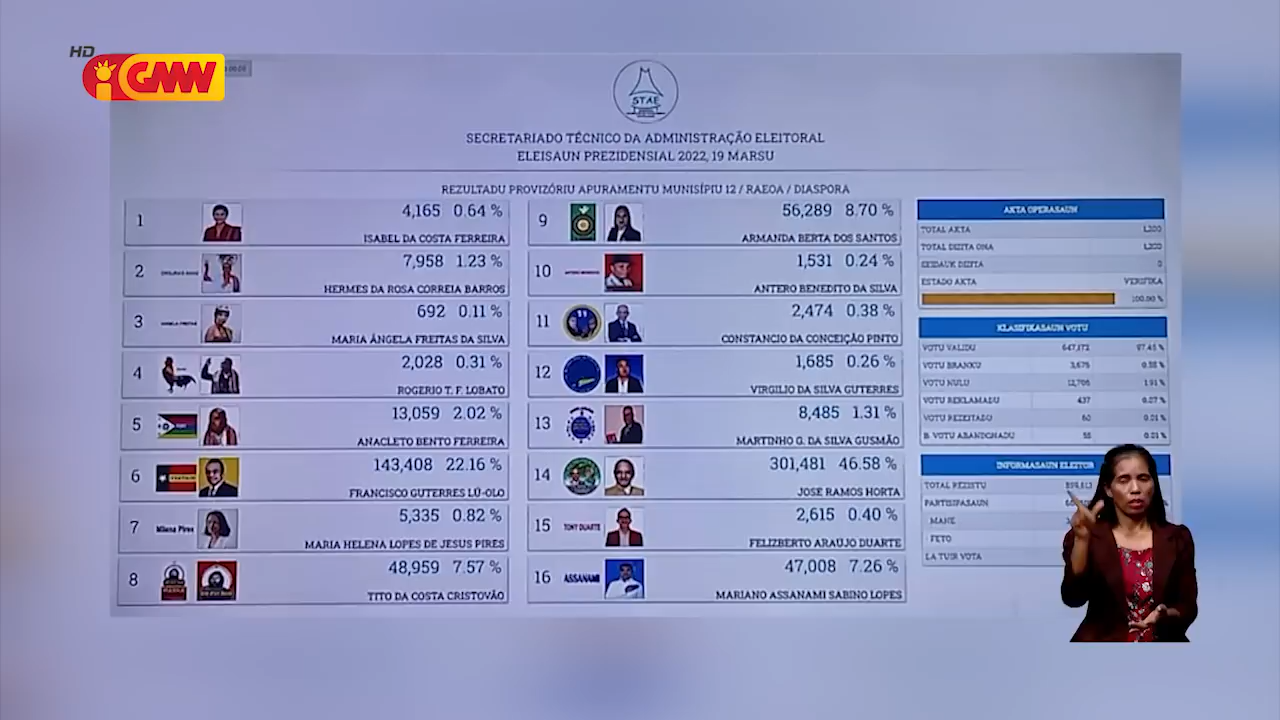 HD
GMN
STAE
SECRETARIADO TÉCNICO DA ADMINISTRAÇÃO ELEITORAL
ELEISAUN PREZIDENSIAL 2022, 19 MARSU
REZULTADU PROVIZÓRIU APURAMENTU MUNISÍPIU 12 / RAEOA / DIASPORA
1 4,165 0.64 %
ISABEL DA COSTA FERREIRA
2 7,958 1.23 %
HERMES DA ROSA CORREIA BARROS
3 692 0.11 %
MARIA ÂNGELA FREITAS DA SILVA
4 2,028 0.31 %
ROGERIO T. F. LOBATO
5 13,059 2.02 %
ANACLETO BENTO FERREIRA
6 143,408 22.16 %
FRANCISCO GUTERRES LÚ-OLO
7 Milena Pires 5,335 0.82 %
MARIA HELENA LOPES DE JESUS PIRES
8 48,959 7.57 %
TITO DA COSTA CRISTOVÃO
9 56,289 8.70 %
ARMANDA BERTA DOS SANTOS
10 1,531 0.24 %
ANTERO BENEDITO DA SILVA
11 2,474 0.38 %
CONSTANCIO DA CONCEIÇÃO PINTO
12 1,685 0.26 %
VIRGILIO DA SILVA GUTERRES
13 8,485 1.31 %
MARTINHO G. DA SILVA GUSMÃO
14 301,481 46.58 %
JOSE RAMOS HORTA
15 TONY DUARTE 2,615 0.40 %
FELIZBERTO ARAÚJO DUARTE
16 ASSANAMI 47,008 7.26 %
MARIANO ASSANAMI SABINO LOPES
AKTA OPERASAUN
TOTAL AKTA 1,200
TOTAL DIZITA ONA 1,200
SEIDAUK DIZITA 0
ESTADO AKTA VERIFIKA
100.00 %
KLASIFIKASAUN VOTU
VOTU VALIDU 647,172 97.45 %
VOTU BRANKU 3,675 0.55 %
VOTU NULU 12,706 1.91 %
VOTU REKLAMADU 437 0.07 %
VOTU REZEITADU 60 0.01 %
B. VOTU ABANDONADU 55 0.01 %
INFORMASAUN ELEITOR
TOTAL REZISTU
PARTISIPASAUN
MANE
FETO
LA TUIR VOTA